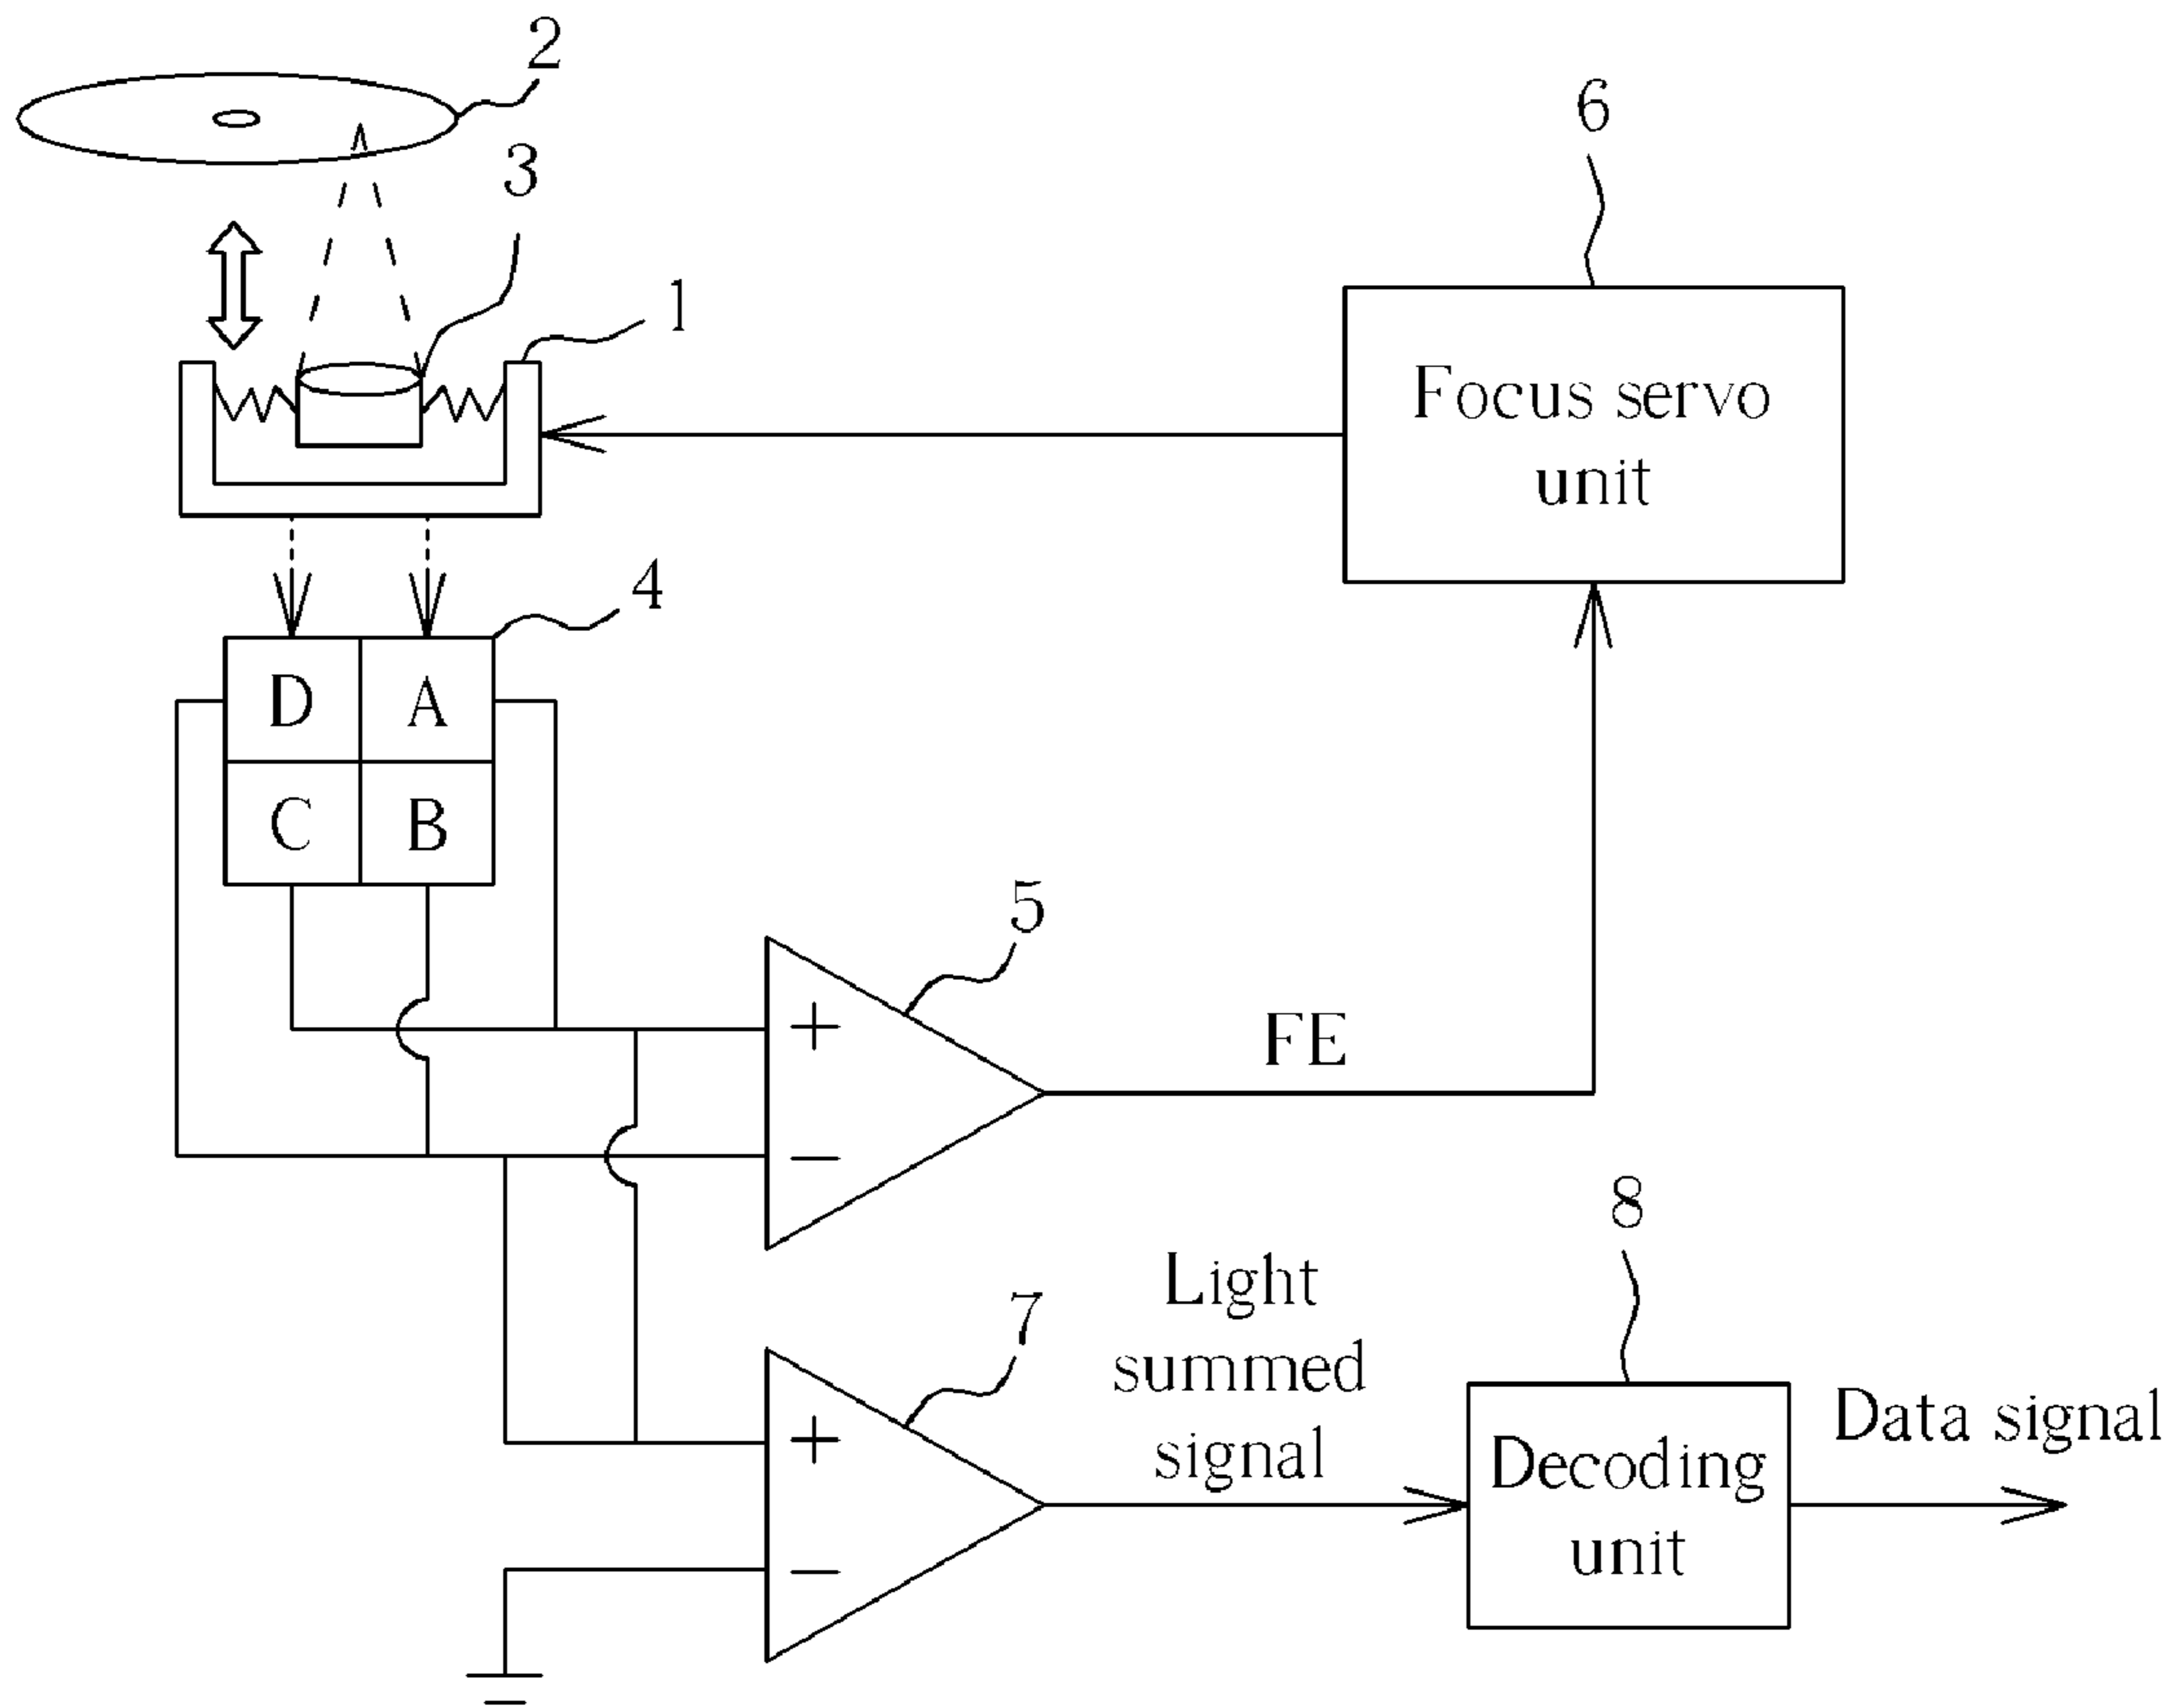 2
3
1
6
Focus servo
unit
4
D A
C B
5
+
−
FE
7
+
−
Light
summed
signal
8
Decoding
unit
Data signal